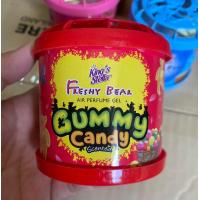 King's
Stella
FRESHY BEAR
AIR PERFUME GEL
GUMMY
Candy